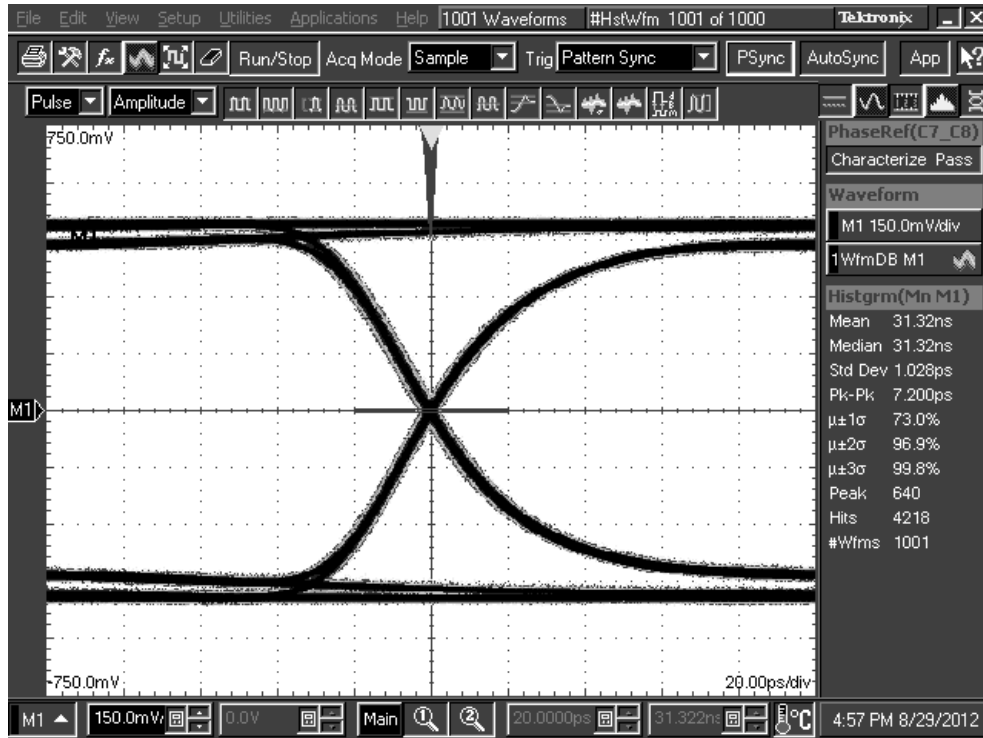 File Edit View Setup Utilities Applications Help 1001 Waveforms #HstWfm 1001 of 1000 Tektronix
Run/Stop Acq Mode Sample Trig Pattern Sync PSync AutoSync App
Pulse Amplitude
750.0mV
PhaseRef(C7_C8)
Characterize Pass
Waveform
M1 150.0mV/div
1WfmDB M1
Histgrm(Mn M1)
Mean 31.32ns
Median 31.32ns
Std Dev 1.028ps
Pk-Pk 7.200ps
µ±1σ 73.0%
µ±2σ 96.9%
µ±3σ 99.8%
Peak 640
Hits 4218
#Wfms 1001
M1
M1
-750.0mV 20.00ps/div
M1 150.0mV/ 0.0V Main 1 2 20.0000ps 31.322ns °C 4:57 PM 8/29/2012